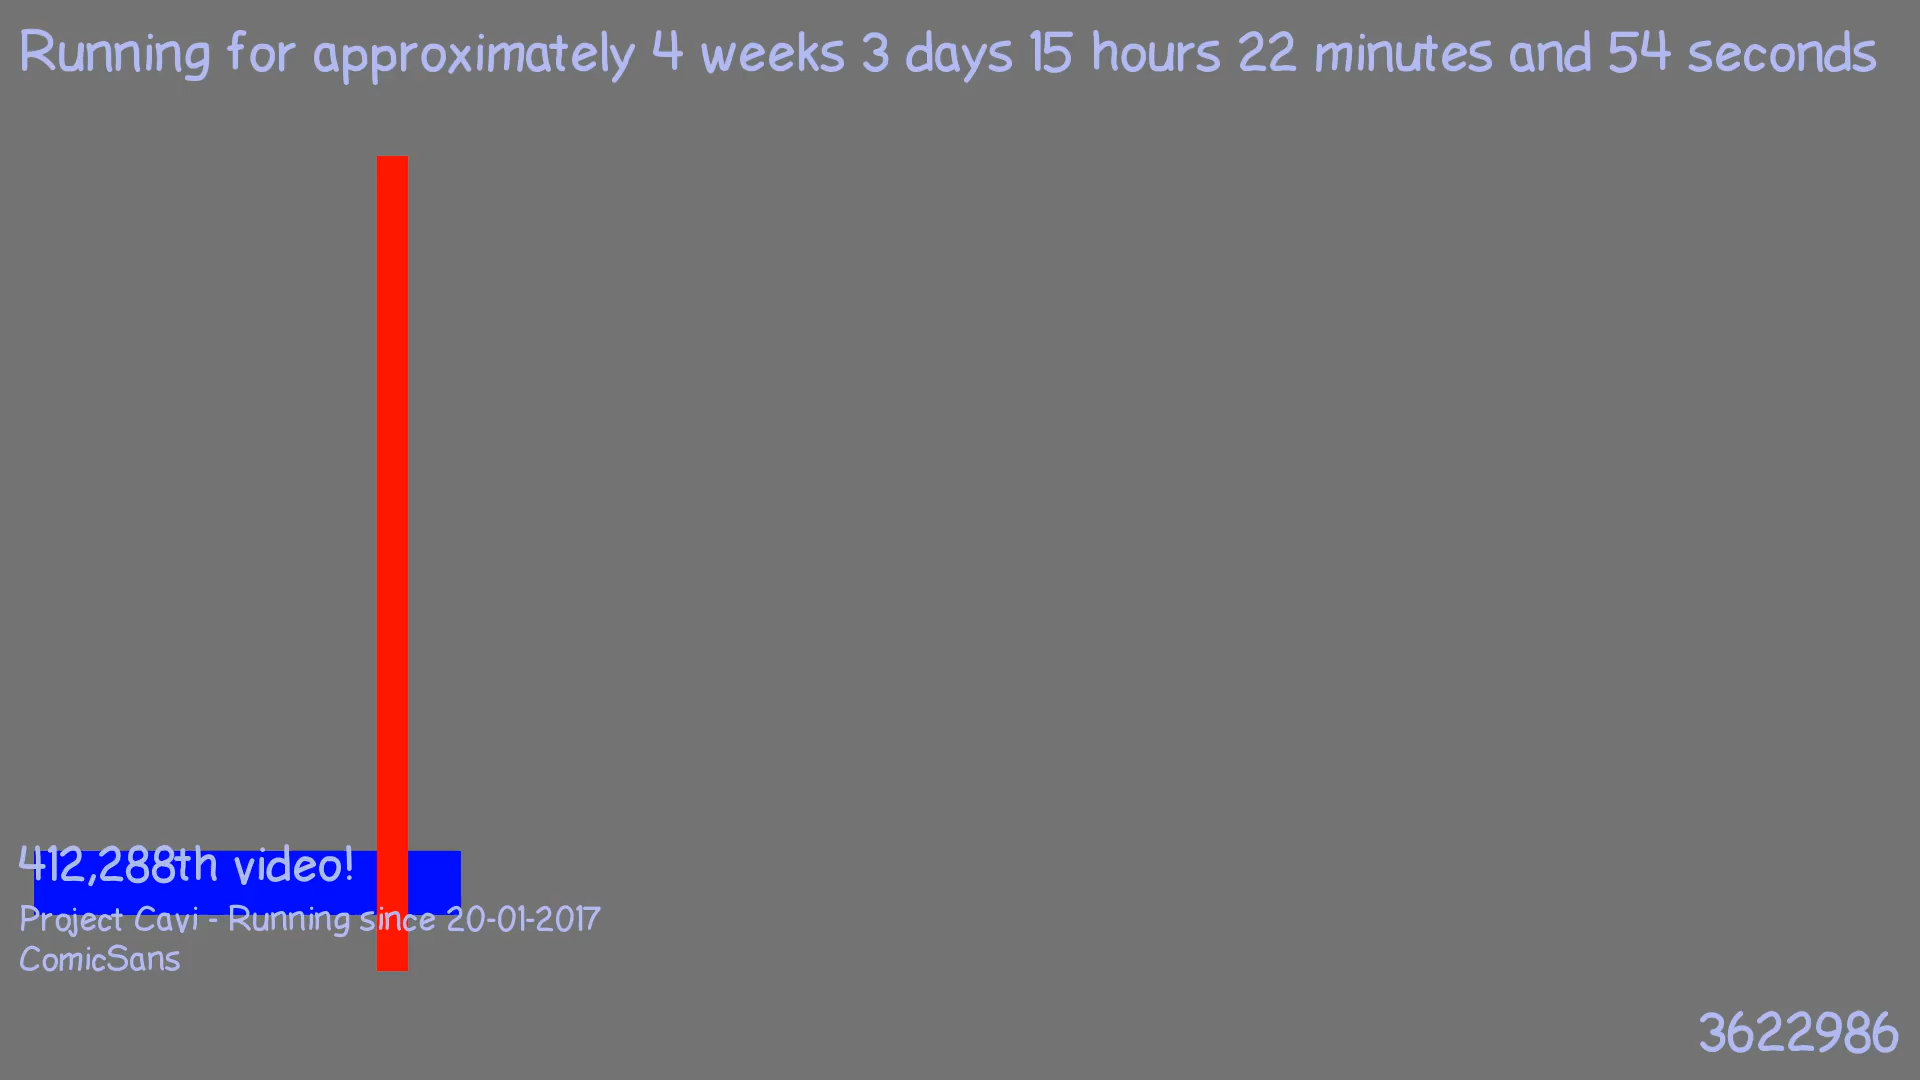 Running for approximately 4 weeks 3 days 15 hours 22 minutes and 54 seconds
412,288th video!
Project Cavi - Running since 20-01-2017
ComicSans
3622986